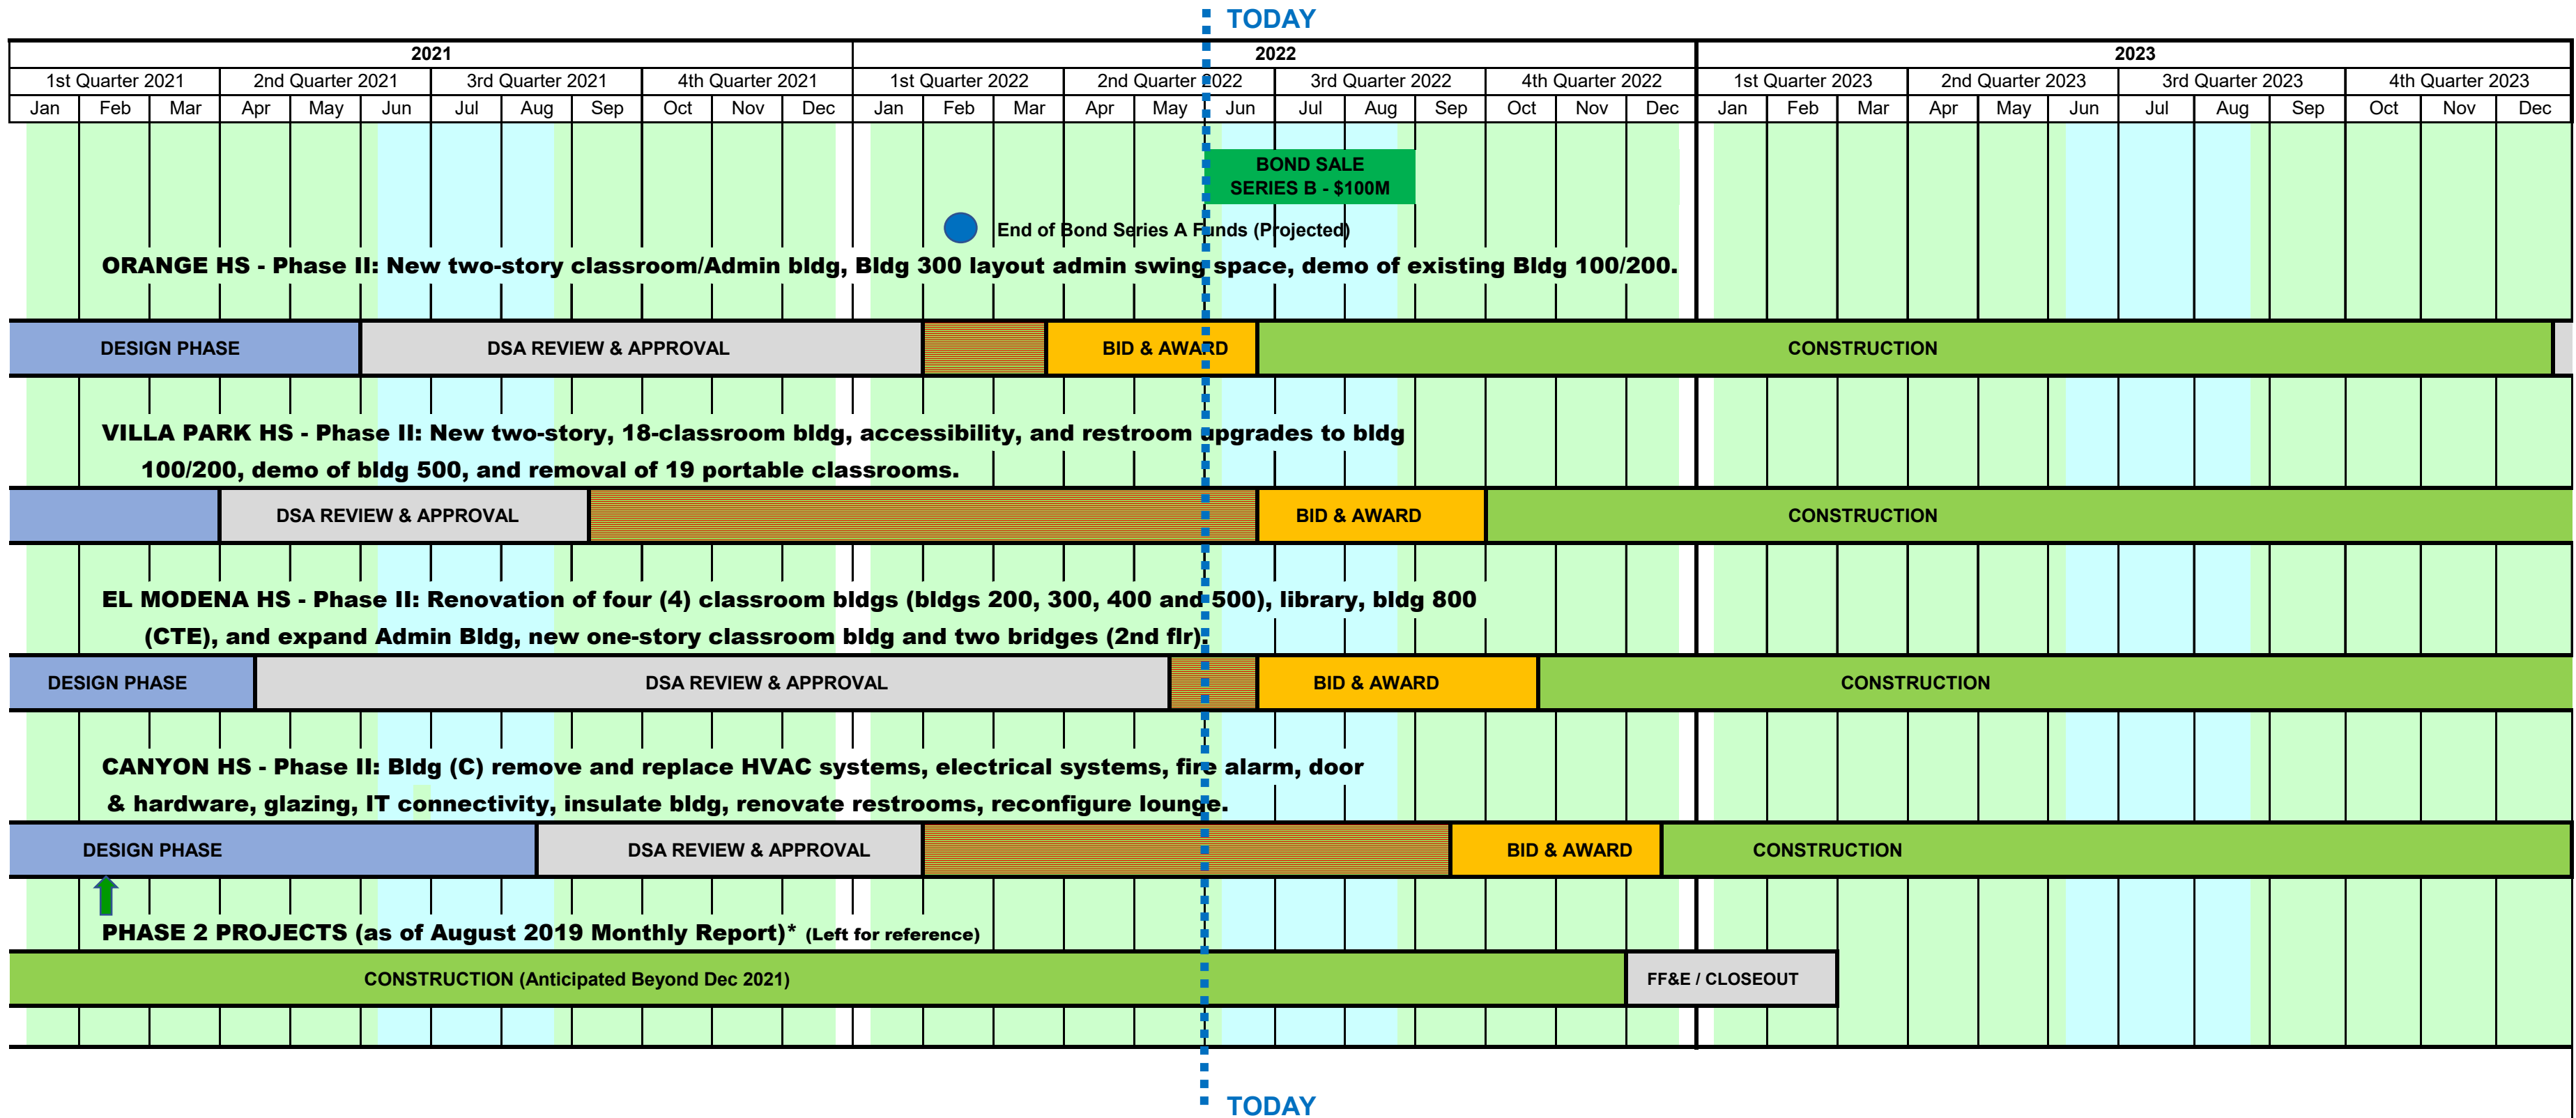 TODAY
2021 2022 2023
1st Quarter 2021 2nd Quarter 2021 3rd Quarter 2021 4th Quarter 2021 1st Quarter 2022 2nd Quarter 2022 3rd Quarter 2022 4th Quarter 2022 1st Quarter 2023 2nd Quarter 2023 3rd Quarter 2023 4th Quarter 2023
Jan Feb Mar Apr May Jun Jul Aug Sep Oct Nov Dec Jan Feb Mar Apr May Jun Jul Aug Sep Oct Nov Dec Jan Feb Mar Apr May Jun Jul Aug Sep Oct Nov Dec
BOND SALE
SERIES B - $100M
End of Bond Series A Funds (Projected)
ORANGE HS - Phase II: New two-story classroom/Admin bldg, Bldg 300 layout admin swing space, demo of existing Bldg 100/200.
DESIGN PHASE DSA REVIEW & APPROVAL BID & AWARD CONSTRUCTION
VILLA PARK HS - Phase II: New two-story, 18-classroom bldg, accessibility, and restroom upgrades to bldg
100/200, demo of bldg 500, and removal of 19 portable classrooms.
DSA REVIEW & APPROVAL BID & AWARD CONSTRUCTION
EL MODENA HS - Phase II: Renovation of four (4) classroom bldgs (bldgs 200, 300, 400 and 500), library, bldg 800
(CTE), and expand Admin Bldg, new one-story classroom bldg and two bridges (2nd flr).
DESIGN PHASE DSA REVIEW & APPROVAL BID & AWARD CONSTRUCTION
CANYON HS - Phase II: Bldg (C) remove and replace HVAC systems, electrical systems, fire alarm, door
& hardware, glazing, IT connectivity, insulate bldg, renovate restrooms, reconfigure lounge.
DESIGN PHASE DSA REVIEW & APPROVAL BID & AWARD CONSTRUCTION
PHASE 2 PROJECTS (as of August 2019 Monthly Report)* (Left for reference)
CONSTRUCTION (Anticipated Beyond Dec 2021) FF&E / CLOSEOUT
TODAY